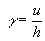 γ = u/h